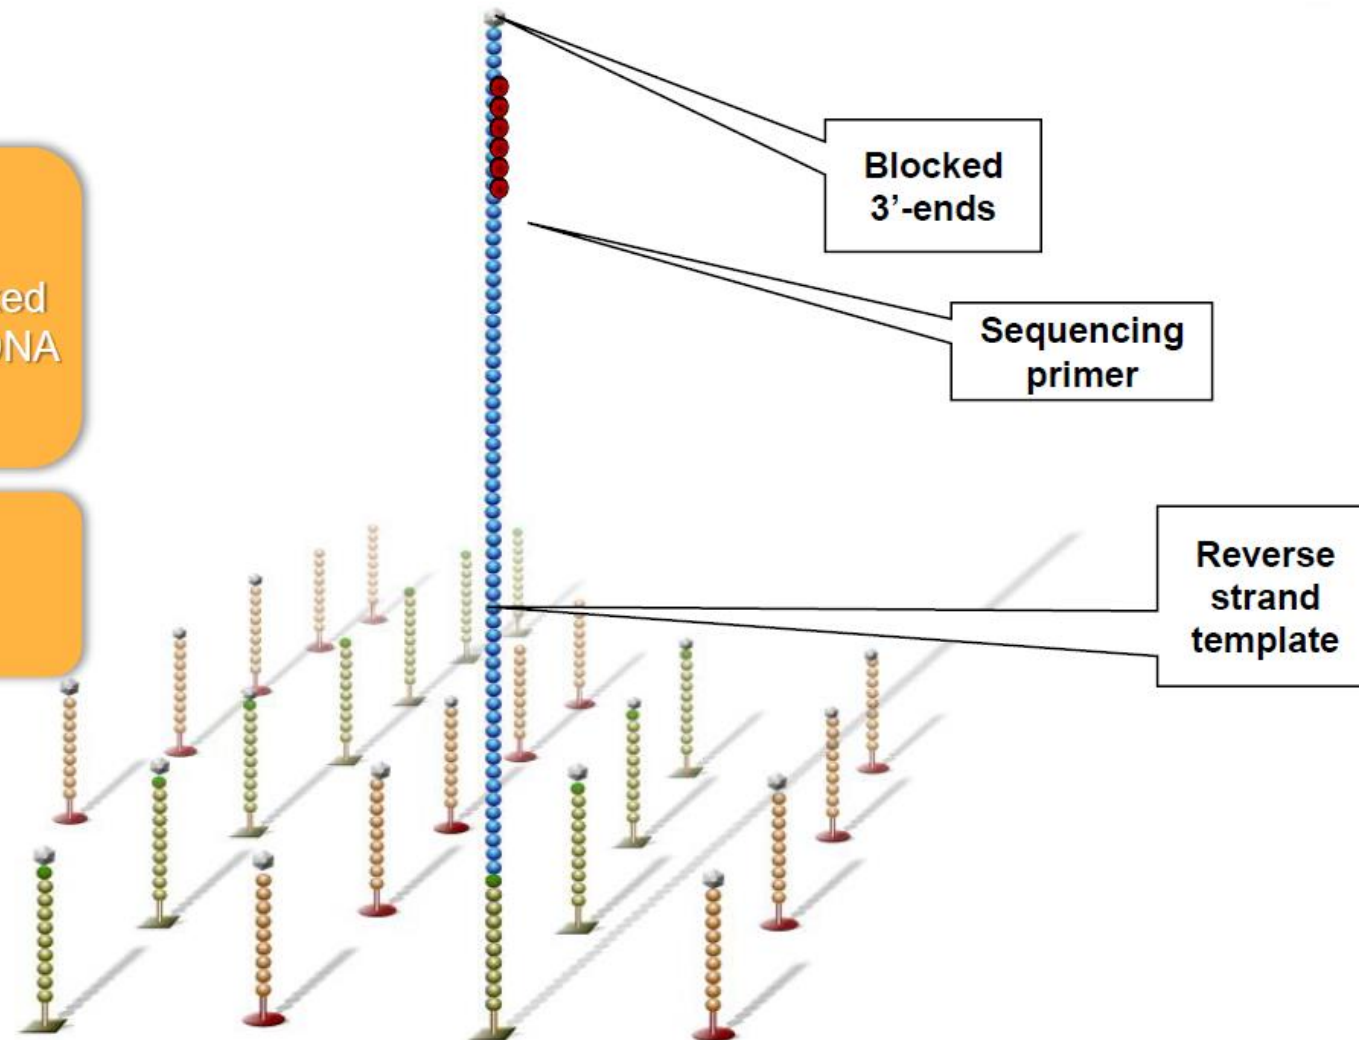 Blocked
3’-ends
Sequencing
primer
Reverse
strand
template